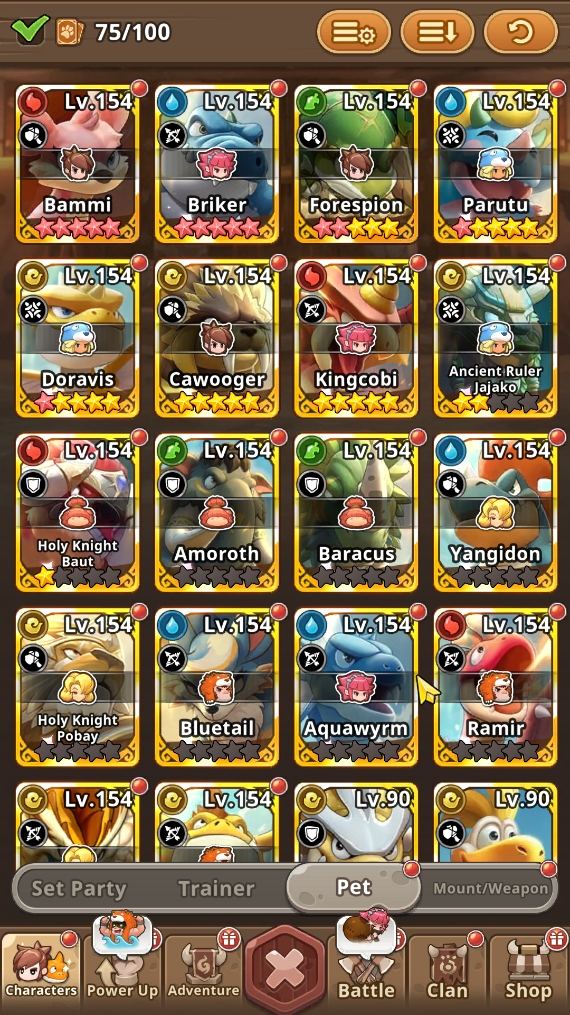 75/100
Lv.154 Lv.154 Lv.154 Lv.154
Bammi Briker Forespion Parutu
Lv.154 Lv.154 Lv.154 Lv.154
Doravis Cawooger Kingcobi Ancient Ruler
Jajako
Lv.154 Lv.154 Lv.154 Lv.154
Holy Knight
Baut Amoroth Baracus Yangidon
Lv.154 Lv.154 Lv.154 Lv.154
Holy Knight
Pobay Bluetail Aquawyrm Ramir
Lv.154 Lv.154 Lv.90 Lv.90
Set Party Trainer Pet Mount/Weapon
Characters Power Up Adventure Battle Clan Shop